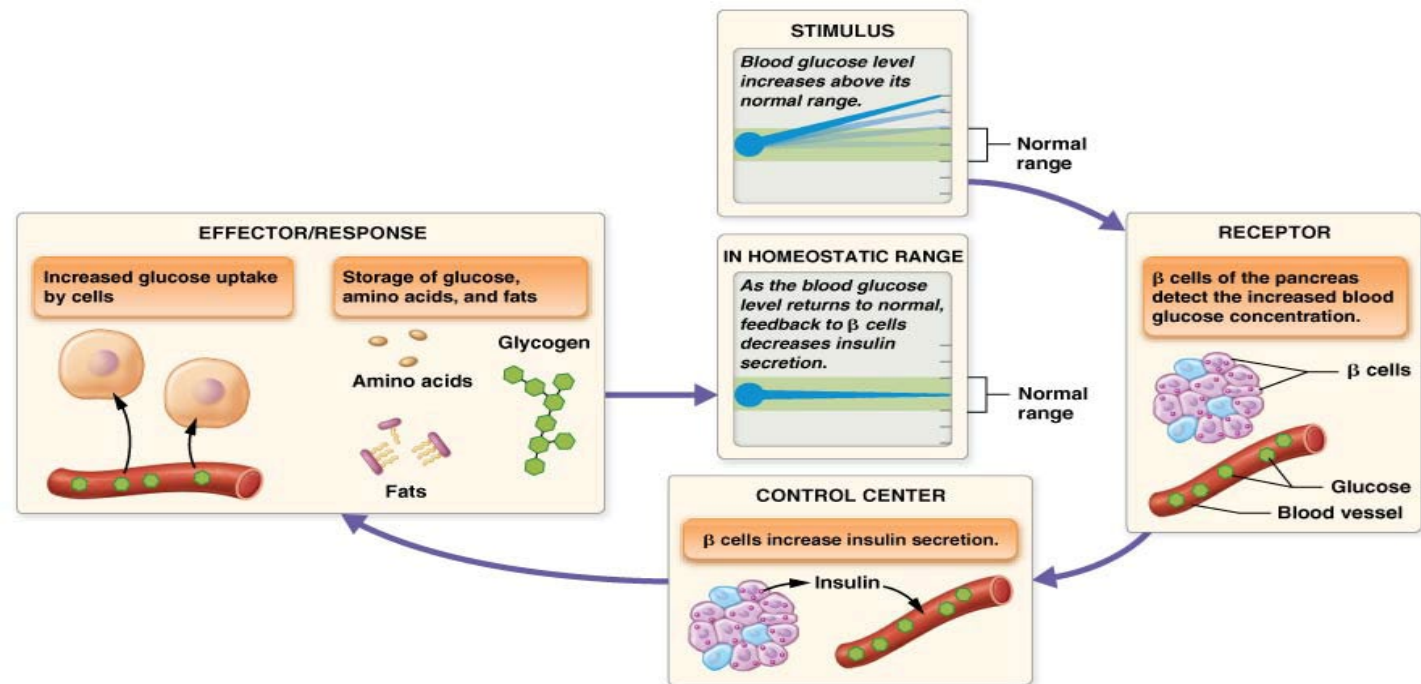 STIMULUS
Blood glucose level
increases above its
normal range.
Normal
range
RECEPTOR
β cells of the pancreas
detect the increased blood
glucose concentration.
β cells
Glucose
Blood vessel
CONTROL CENTER
β cells increase insulin secretion.
Insulin
EFFECTOR/RESPONSE
Increased glucose uptake
by cells
Storage of glucose,
amino acids, and fats
Glycogen
Amino acids
Fats
IN HOMEOSTATIC RANGE
As the blood glucose
level returns to normal,
feedback to β cells
decreases insulin
secretion.
Normal
range